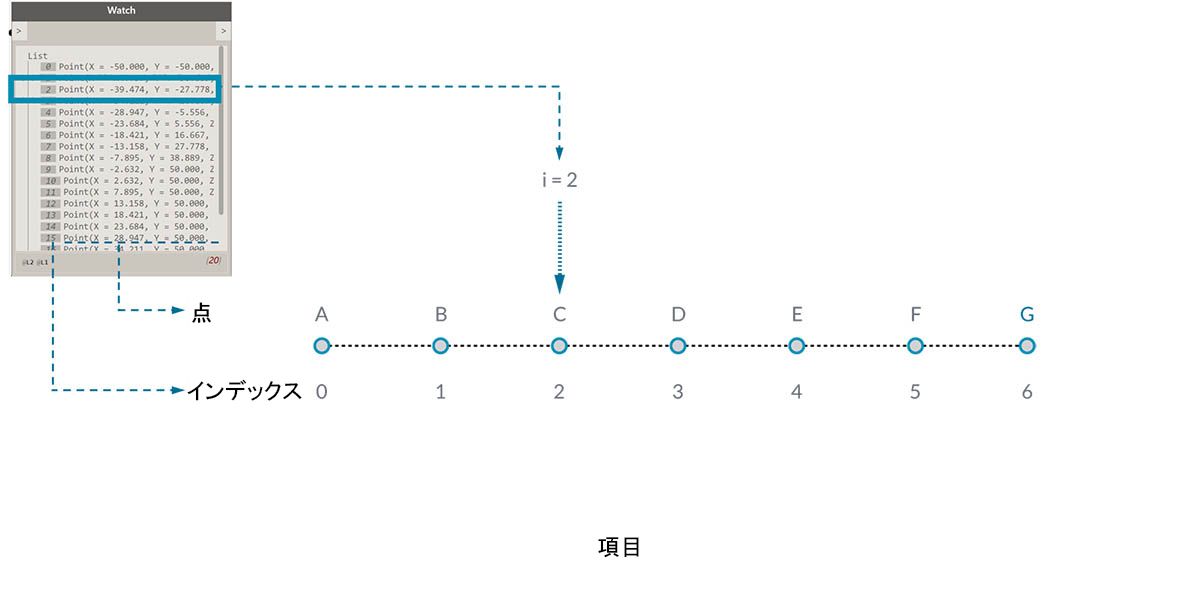 Watch
> >
List
0 Point(X = -50.000, Y = -50.000,
2 Point(X = -39.474, Y = -27.778,
4 Point(X = -28.947, Y = -5.556,
5 Point(X = -23.684, Y = 5.556, Z
6 Point(X = -18.421, Y = 16.667,
7 Point(X = -13.158, Y = 27.778,
8 Point(X = -7.895, Y = 38.889, Z
9 Point(X = -2.632, Y = 50.000, Z
10 Point(X = 2.632, Y = 50.000, Z
11 Point(X = 7.895, Y = 50.000, Z
12 Point(X = 13.158, Y = 50.000,
13 Point(X = 18.421, Y = 50.000,
14 Point(X = 23.684, Y = 50.000,
15 Point(X = 28.947, Y = 50.000,
Point(X = 34.211, Y = 50.000
@L2 @L1 {20}
i = 2
点 A B C D E F G
インデックス 0 1 2 3 4 5 6
項目